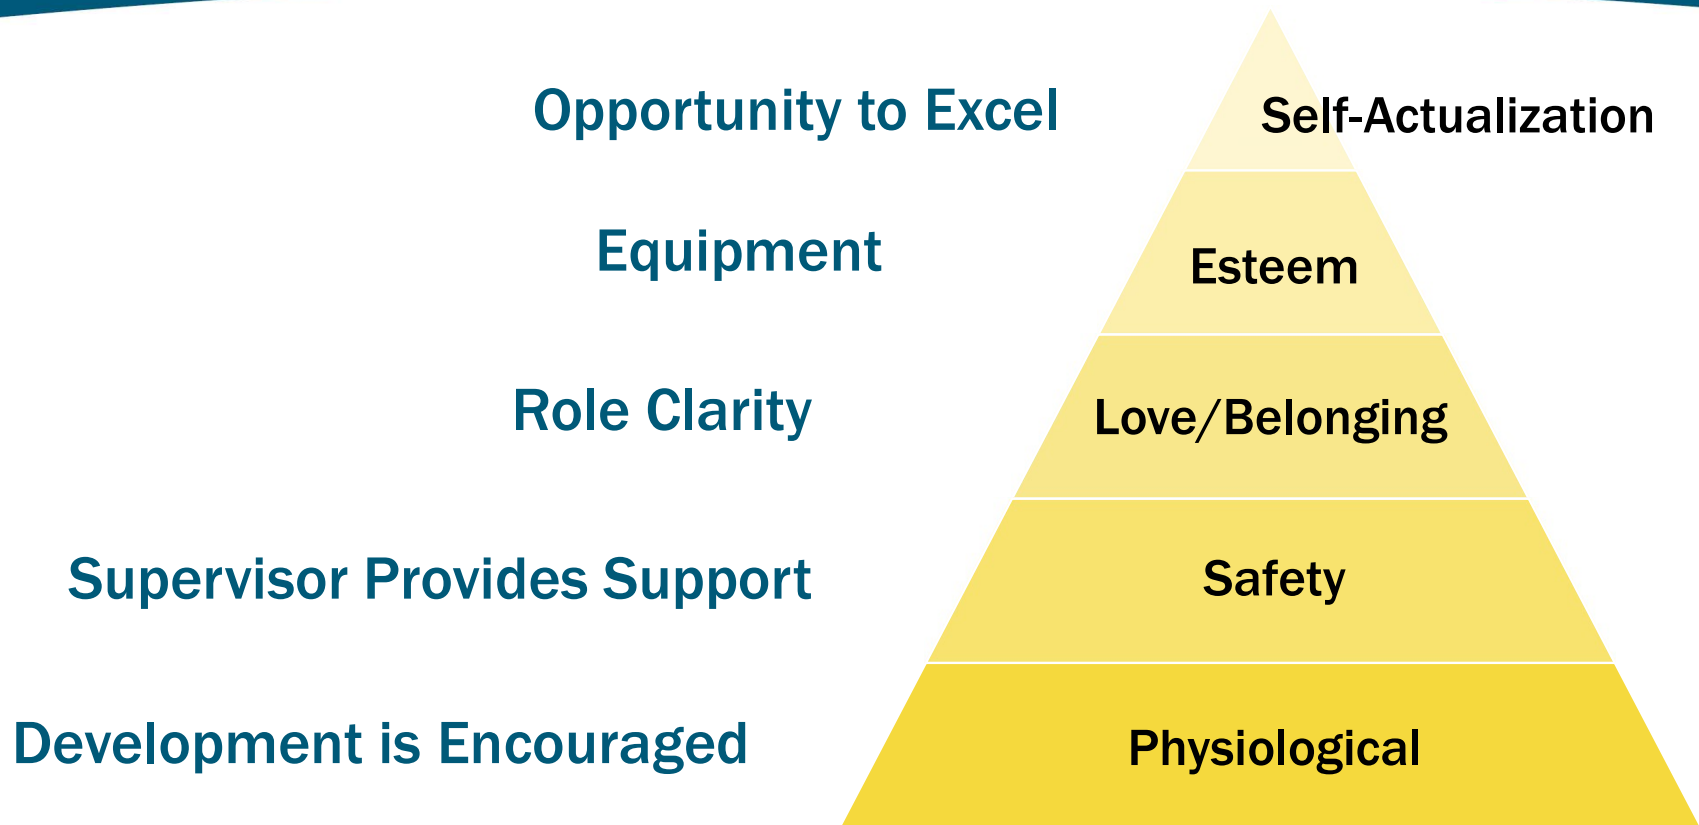 Opportunity to Excel
Self-Actualization
Equipment
Esteem
Role Clarity
Love/Belonging
Supervisor Provides Support
Safety
Development is Encouraged
Physiological